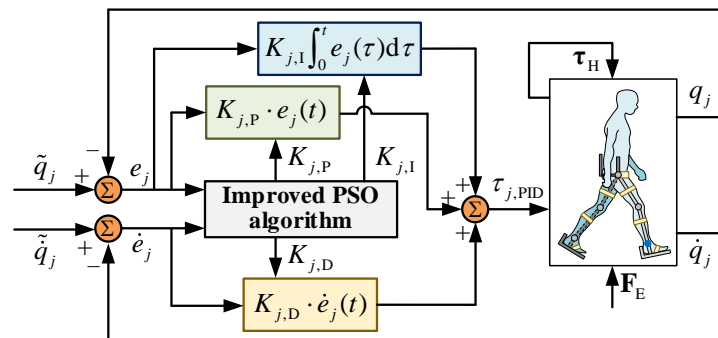 K_{j,I}∫_0^t e_j(τ)dτ
τ_H
K_{j,P} · e_j(t)
q_j
−
q̃_j
+
Σ
e_j
K_{j,P}
K_{j,I}
Improved PSO
algorithm
+
+
+
Σ
τ_{j,PID}
q̃̇_j
+
−
Σ
ė_j
K_{j,D}
q̇_j
K_{j,D} · ė_j(t)
F_E